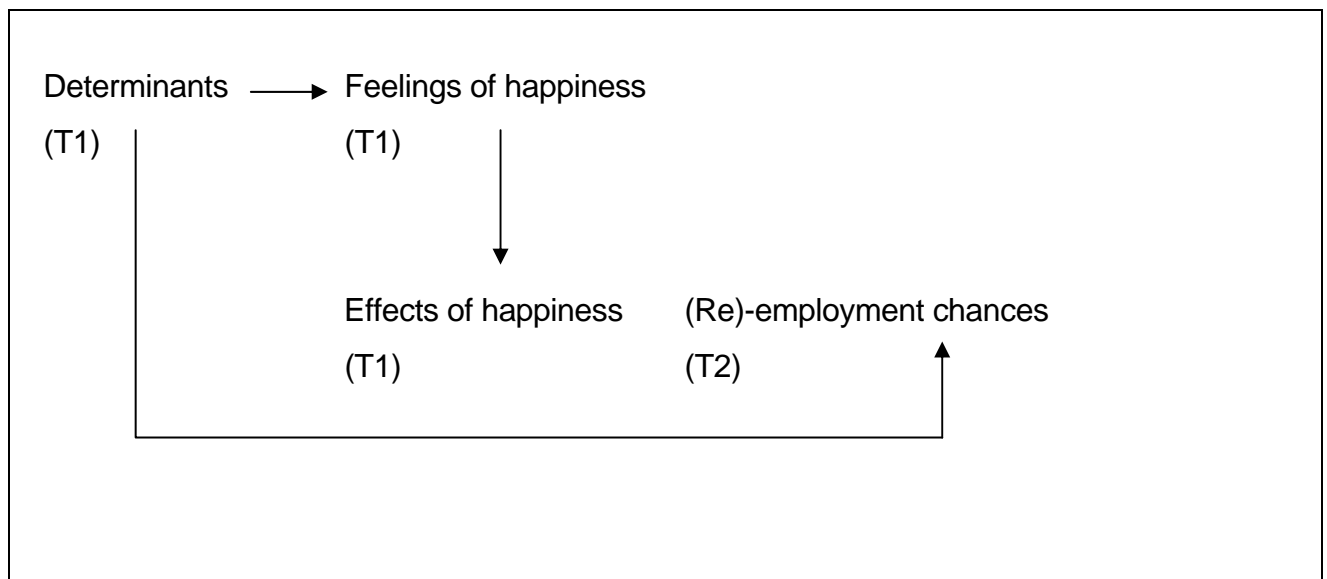 Determinants Feelings of happiness
(T1) (T1)
Effects of happiness (Re)-employment chances
(T1) (T2)